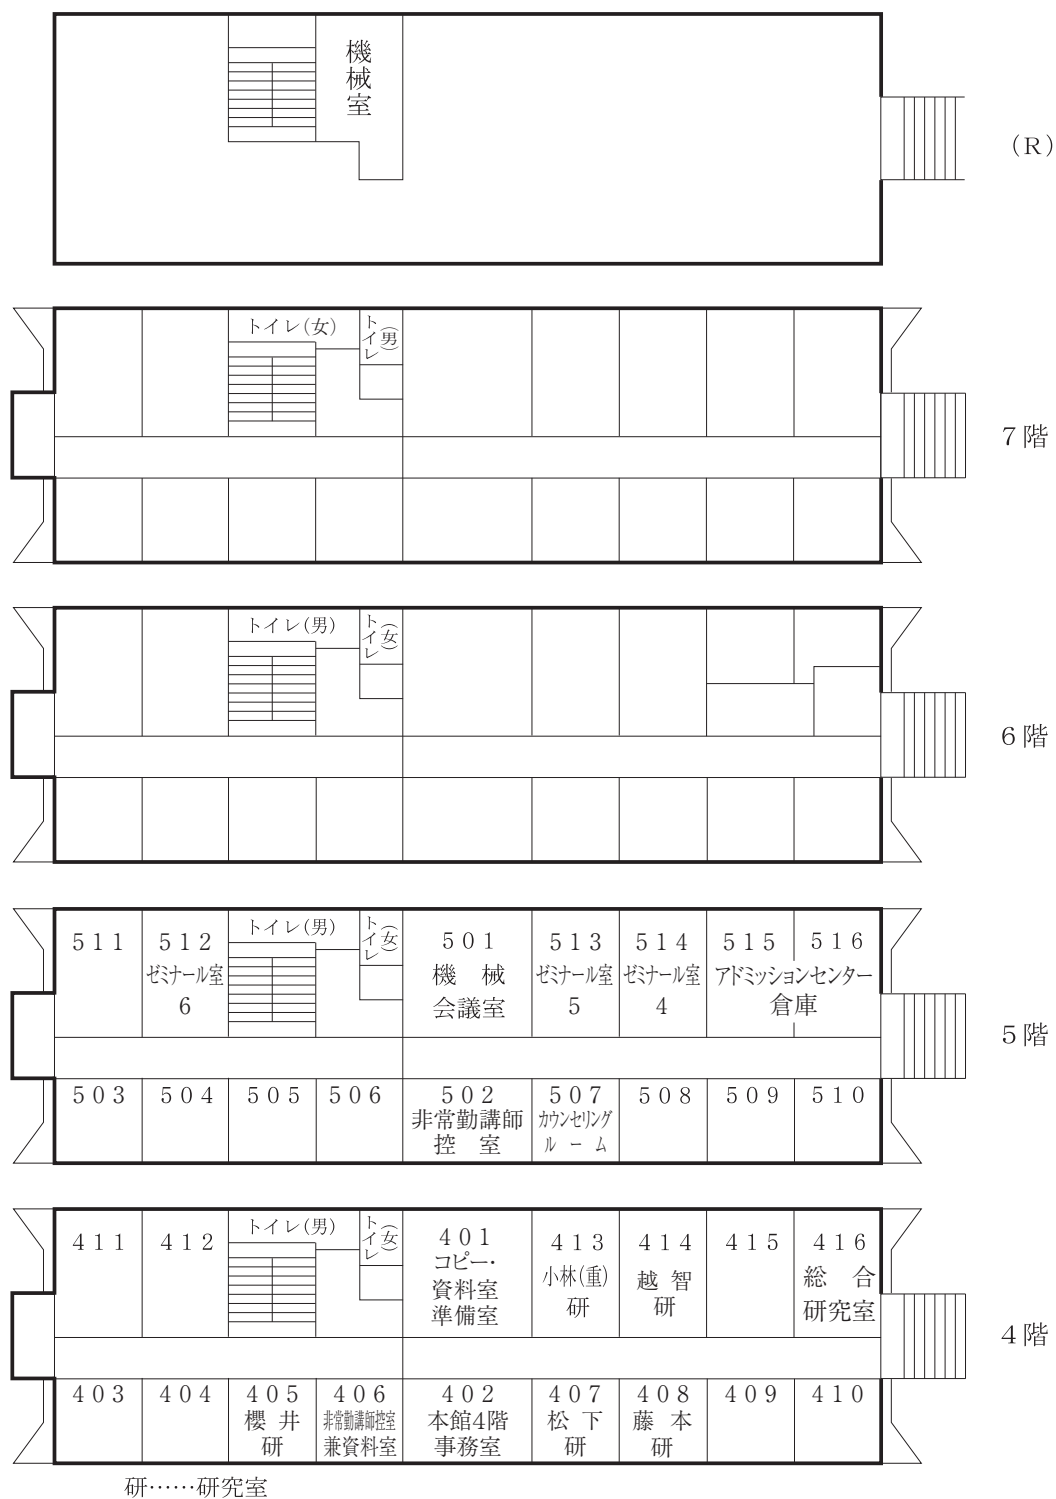 機械室
(R)
トイレ(女)
トイレ(男)
7階
トイレ(男)
トイレ(女)
6階
511
512
ゼミナール室
6
トイレ(男)
トイレ(女)
501
機械
会議室
513
ゼミナール室
5
514
ゼミナール室
4
515
516
アドミッションセンター
倉庫
5階
503
504
505
506
502
非常勤講師
控室
507
カウンセリング
ルーム
508
509
510
411
412
トイレ(男)
トイレ(女)
401
コピー・
資料室
準備室
413
小林(重)
研
414
越智
研
415
416
総合
研究室
4階
403
404
405
櫻井
研
406
非常勤講師控室
兼資料室
402
本館4階
事務室
407
松下
研
408
藤本
研
409
410
研……研究室